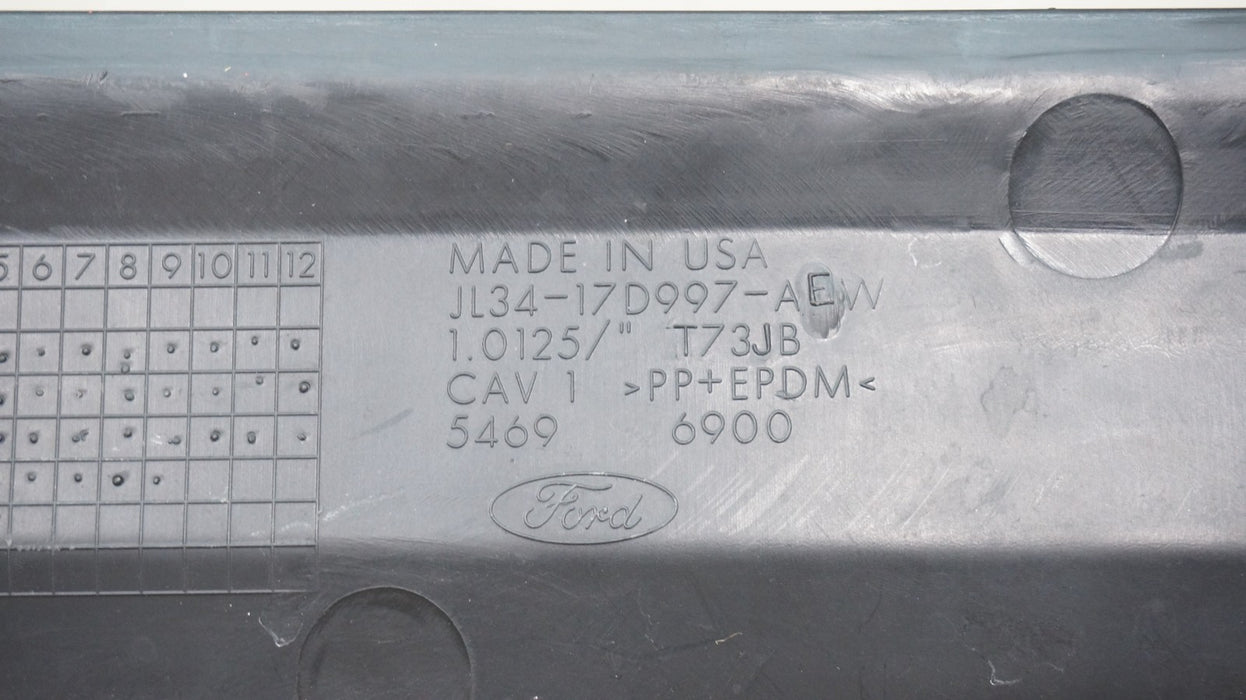 5 6 7 8 9 10 11 12
MADE IN USA
JL34-17D997-AEW
1.0125/" T73JB
CAV 1 >PP+EPDM<
5469 6900
Ford